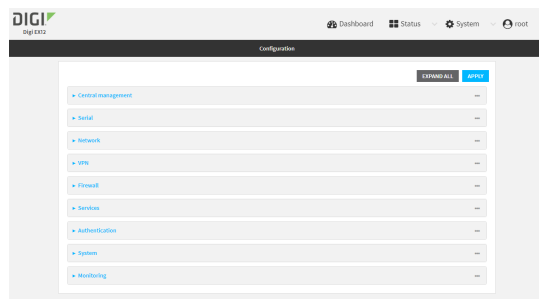 DIGI
Digi EX12
Dashboard
Status
System
root
Configuration
EXPAND ALL
APPLY
Central management
Serial
Network
VPN
Firewall
Services
Authentication
System
Monitoring